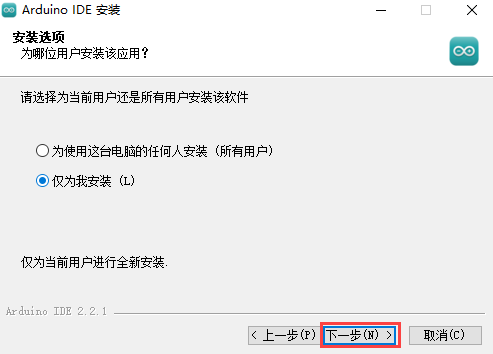 Arduino IDE 安装
安装选项
为哪位用户安装该应用？
请选择为当前用户还是所有用户安装该软件
为使用这台电脑的任何人安装 (所有用户)
仅为我安装 (L)
仅为当前用户进行全新安装.
Arduino IDE 2.2.1
< 上一步(P) 下一步(N) > 取消(C)